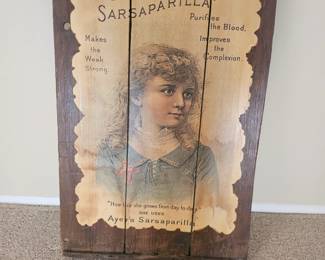 SARSAPARILLA
Purifies
the Blood,
Makes
the
Weak
Strong.
Improves
the
Complexion.
"How fair she grows from day to day"
SHE USES
Ayer's Sarsaparilla